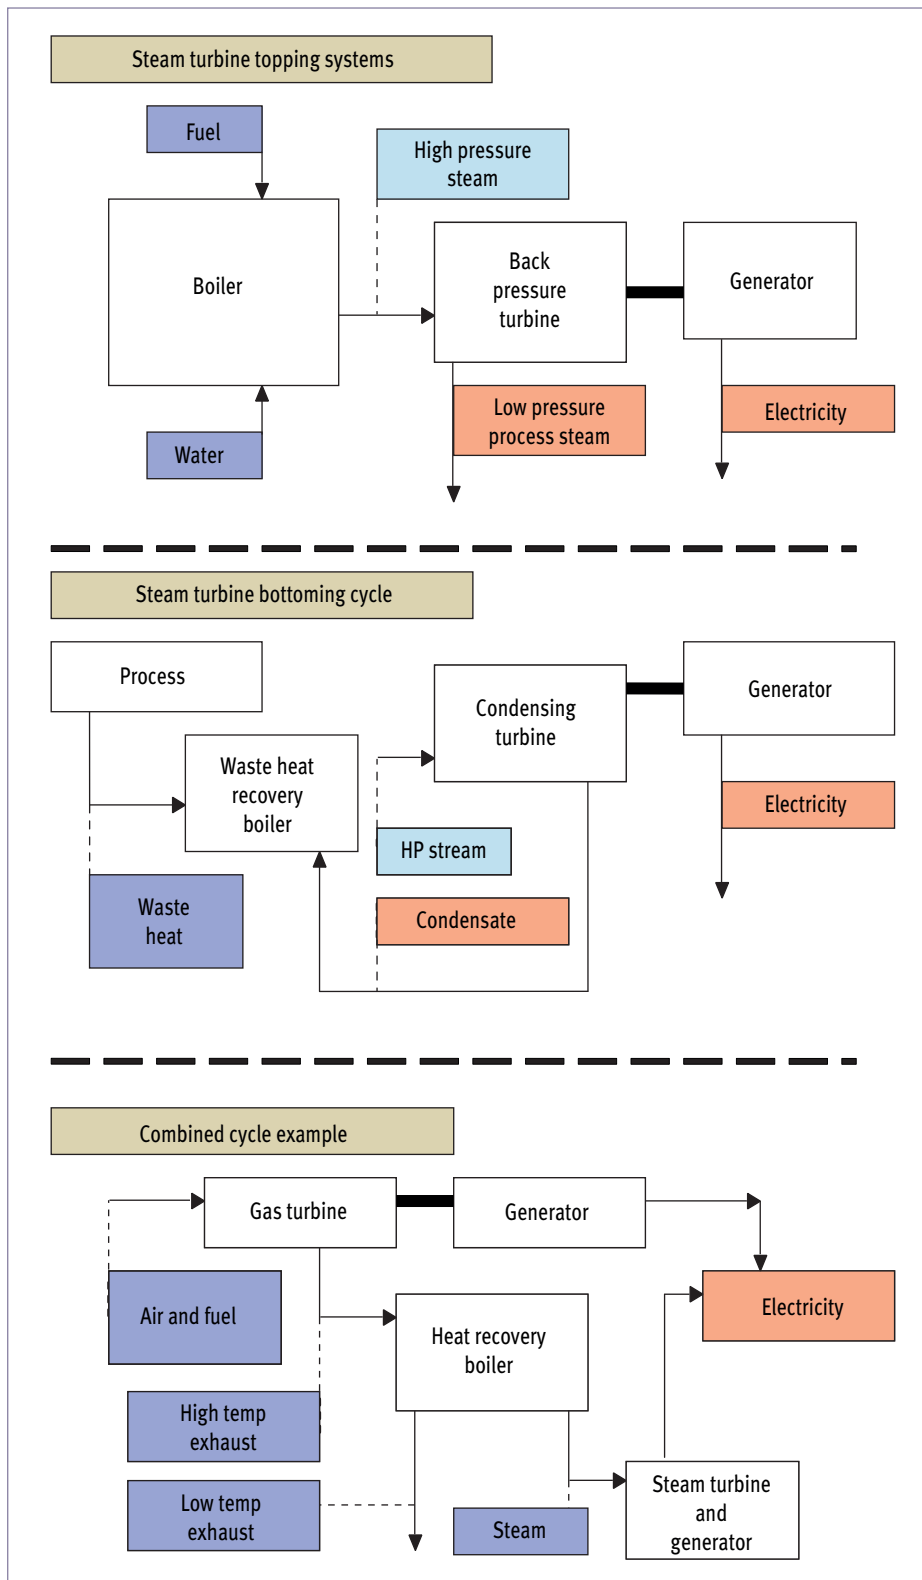 Steam turbine topping systems
Fuel
High pressure
steam
Boiler
Back
pressure
turbine
Generator
Low pressure
process steam
Electricity
Water
Steam turbine bottoming cycle
Process
Condensing
turbine
Generator
Waste heat
recovery
boiler
Electricity
HP stream
Waste
heat
Condensate
Combined cycle example
Gas turbine
Generator
Air and fuel
Electricity
Heat recovery
boiler
High temp
exhaust
Low temp
exhaust
Steam
Steam turbine
and
generator